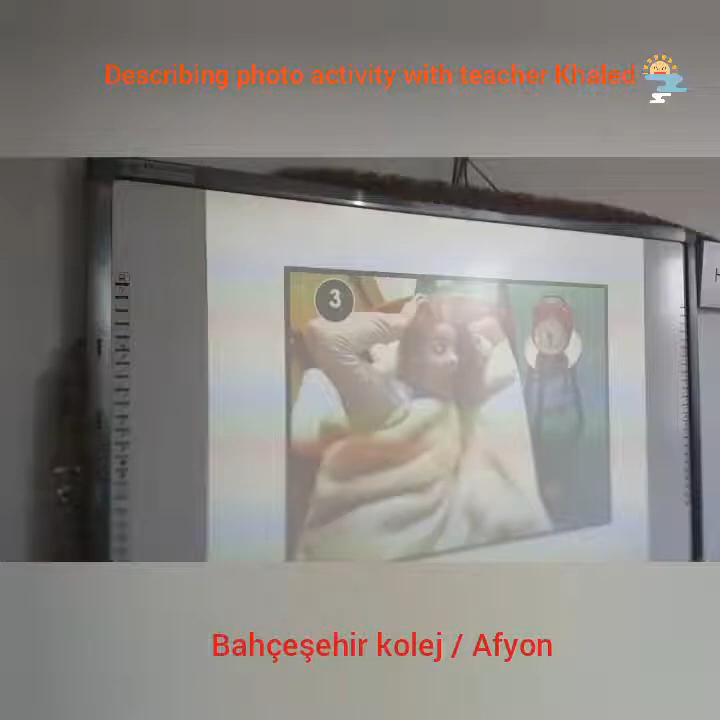 Describing photo activity with teacher Khaled
3
H
Bahçeşehir kolej / Afyon